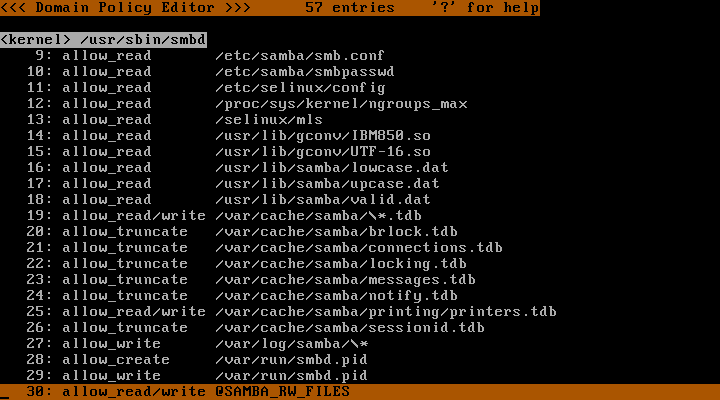 <<< Domain Policy Editor >>>      57 entries    '?' for help
<kernel> /usr/sbin/smbd
9: allow_read       /etc/samba/smb.conf
10: allow_read       /etc/samba/smbpasswd
11: allow_read       /etc/selinux/config
12: allow_read       /proc/sys/kernel/ngroups_max
13: allow_read       /selinux/mls
14: allow_read       /usr/lib/gconv/IBM850.so
15: allow_read       /usr/lib/gconv/UTF-16.so
16: allow_read       /usr/lib/samba/lowcase.dat
17: allow_read       /usr/lib/samba/upcase.dat
18: allow_read       /usr/lib/samba/valid.dat
19: allow_read/write /var/cache/samba/\*.tdb
20: allow_truncate   /var/cache/samba/brlock.tdb
21: allow_truncate   /var/cache/samba/connections.tdb
22: allow_truncate   /var/cache/samba/locking.tdb
23: allow_truncate   /var/cache/samba/messages.tdb
24: allow_truncate   /var/cache/samba/notify.tdb
25: allow_read/write /var/cache/samba/printing/printers.tdb
26: allow_truncate   /var/cache/samba/sessionid.tdb
27: allow_write      /var/log/samba/\*
28: allow_create     /var/run/smbd.pid
29: allow_write      /var/run/smbd.pid
30: allow_read/write @SAMBA_RW_FILES